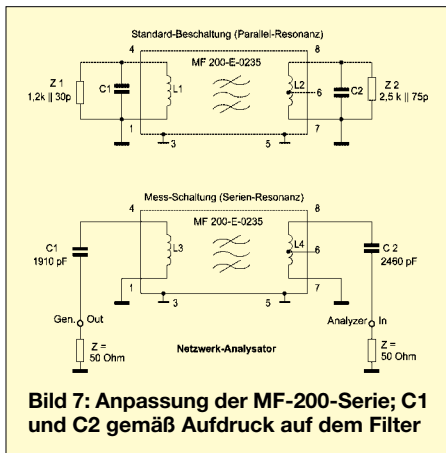 Standard-Beschaltung (Parallel-Resonanz)
4
8
MF 200-E-0235
Z 1
1,2k || 30p
C1
L1
L2
6
C2
Z 2
2,5 k || 75p
1
3
5
7
Mess-Schaltung (Serien-Resonanz)
4
8
MF 200-E-0235
C 1
1910 pF
L3
L4
6
C 2
2460 pF
1
3
5
7
Gen. Out
Analyzer In
Z =
50 Ohm
Netzwerk-Analysator
Z =
50 Ohm
Bild 7: Anpassung der MF-200-Serie; C1
und C2 gemäß Aufdruck auf dem Filter